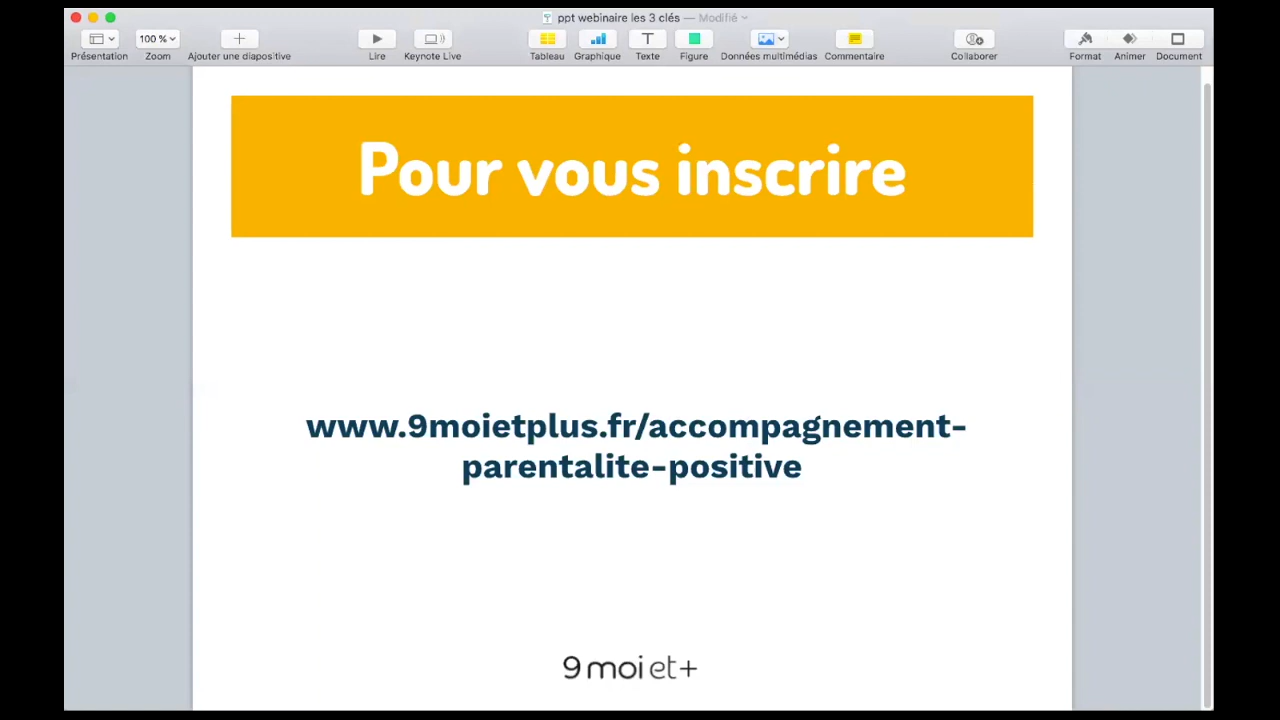 ppt webinaire les 3 clés — Modifié
100 %
Présentation Zoom Ajouter une diapositive Lire Keynote Live Tableau Graphique Texte Figure Données multimédias Commentaire Collaborer Format Animer Document
Pour vous inscrire
www.9moietplus.fr/accompagnement-
parentalite-positive
9 moi et +